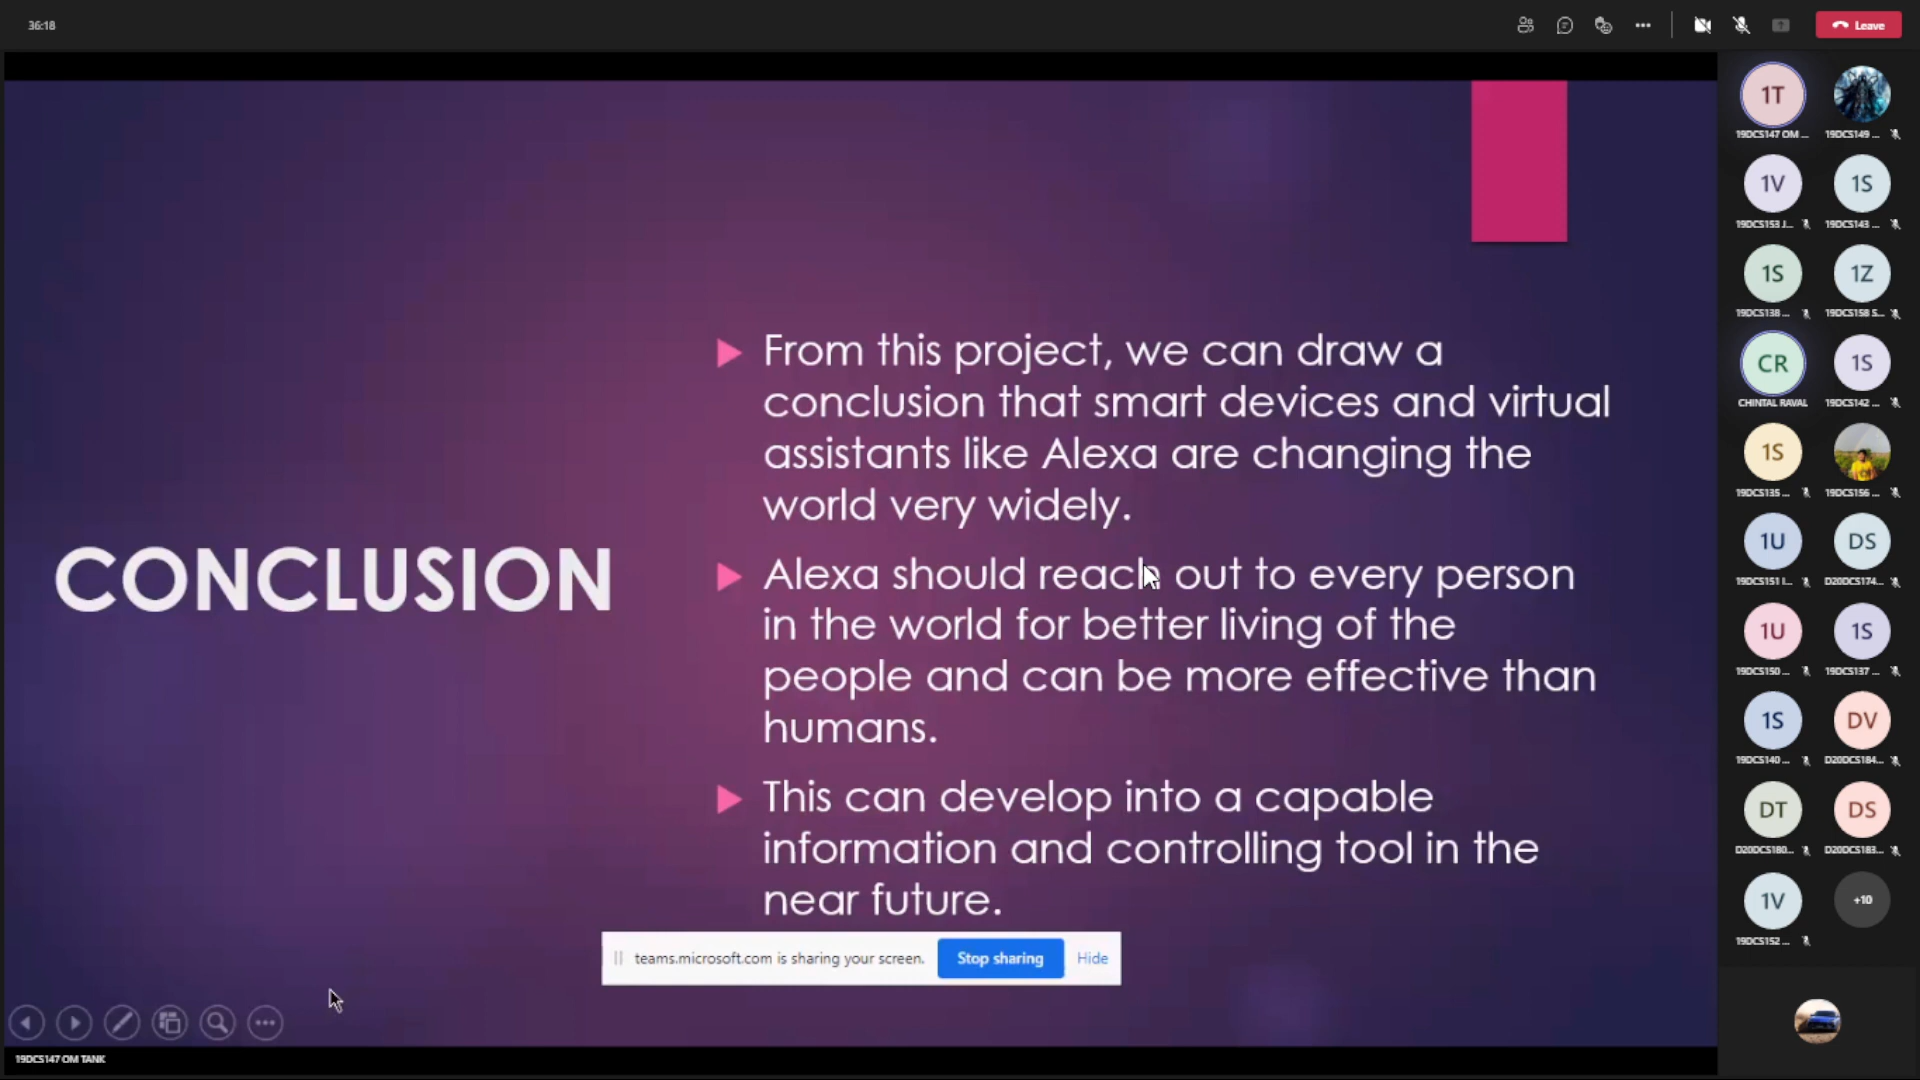 36:18
Leave
CONCLUSION
From this project, we can draw a
conclusion that smart devices and virtual
assistants like Alexa are changing the
world very widely.
Alexa should reach out to every person
in the world for better living of the
people and can be more effective than
humans.
This can develop into a capable
information and controlling tool in the
near future.
teams.microsoft.com is sharing your screen. Stop sharing Hide
19DCS147 OM TANK
1T
19DCS147 OM ... 19DCS149 ...
1V 1S
19DCS153 J... 19DCS143 ...
1S 1Z
19DCS138 ... 19DCS158 S...
CR 1S
CHINTAL RAVAL 19DCS142 ...
1S
19DCS135 ... 19DCS156 ...
1U DS
19DCS151 I... D20DCS174...
1U 1S
19DCS150 ... 19DCS137 ...
1S DV
19DCS140 ... D20DCS184...
DT DS
D20DCS180... D20DCS183...
1V +10
19DCS152 ...